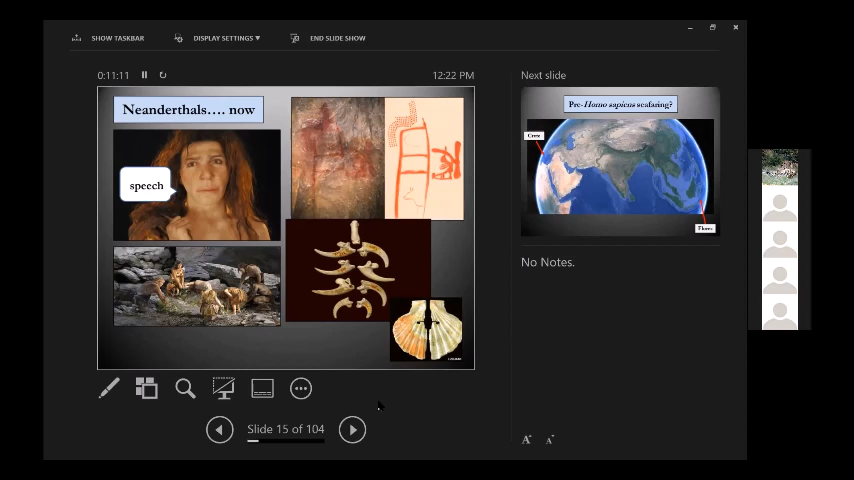 SHOW TASKBAR
DISPLAY SETTINGS ▼
END SLIDE SHOW
0:11:11
12:22 PM
Neanderthals…. now
speech
Slide 15 of 104
Next slide
Pre-Homo sapiens seafaring?
Crete
Flores
No Notes.
A
A